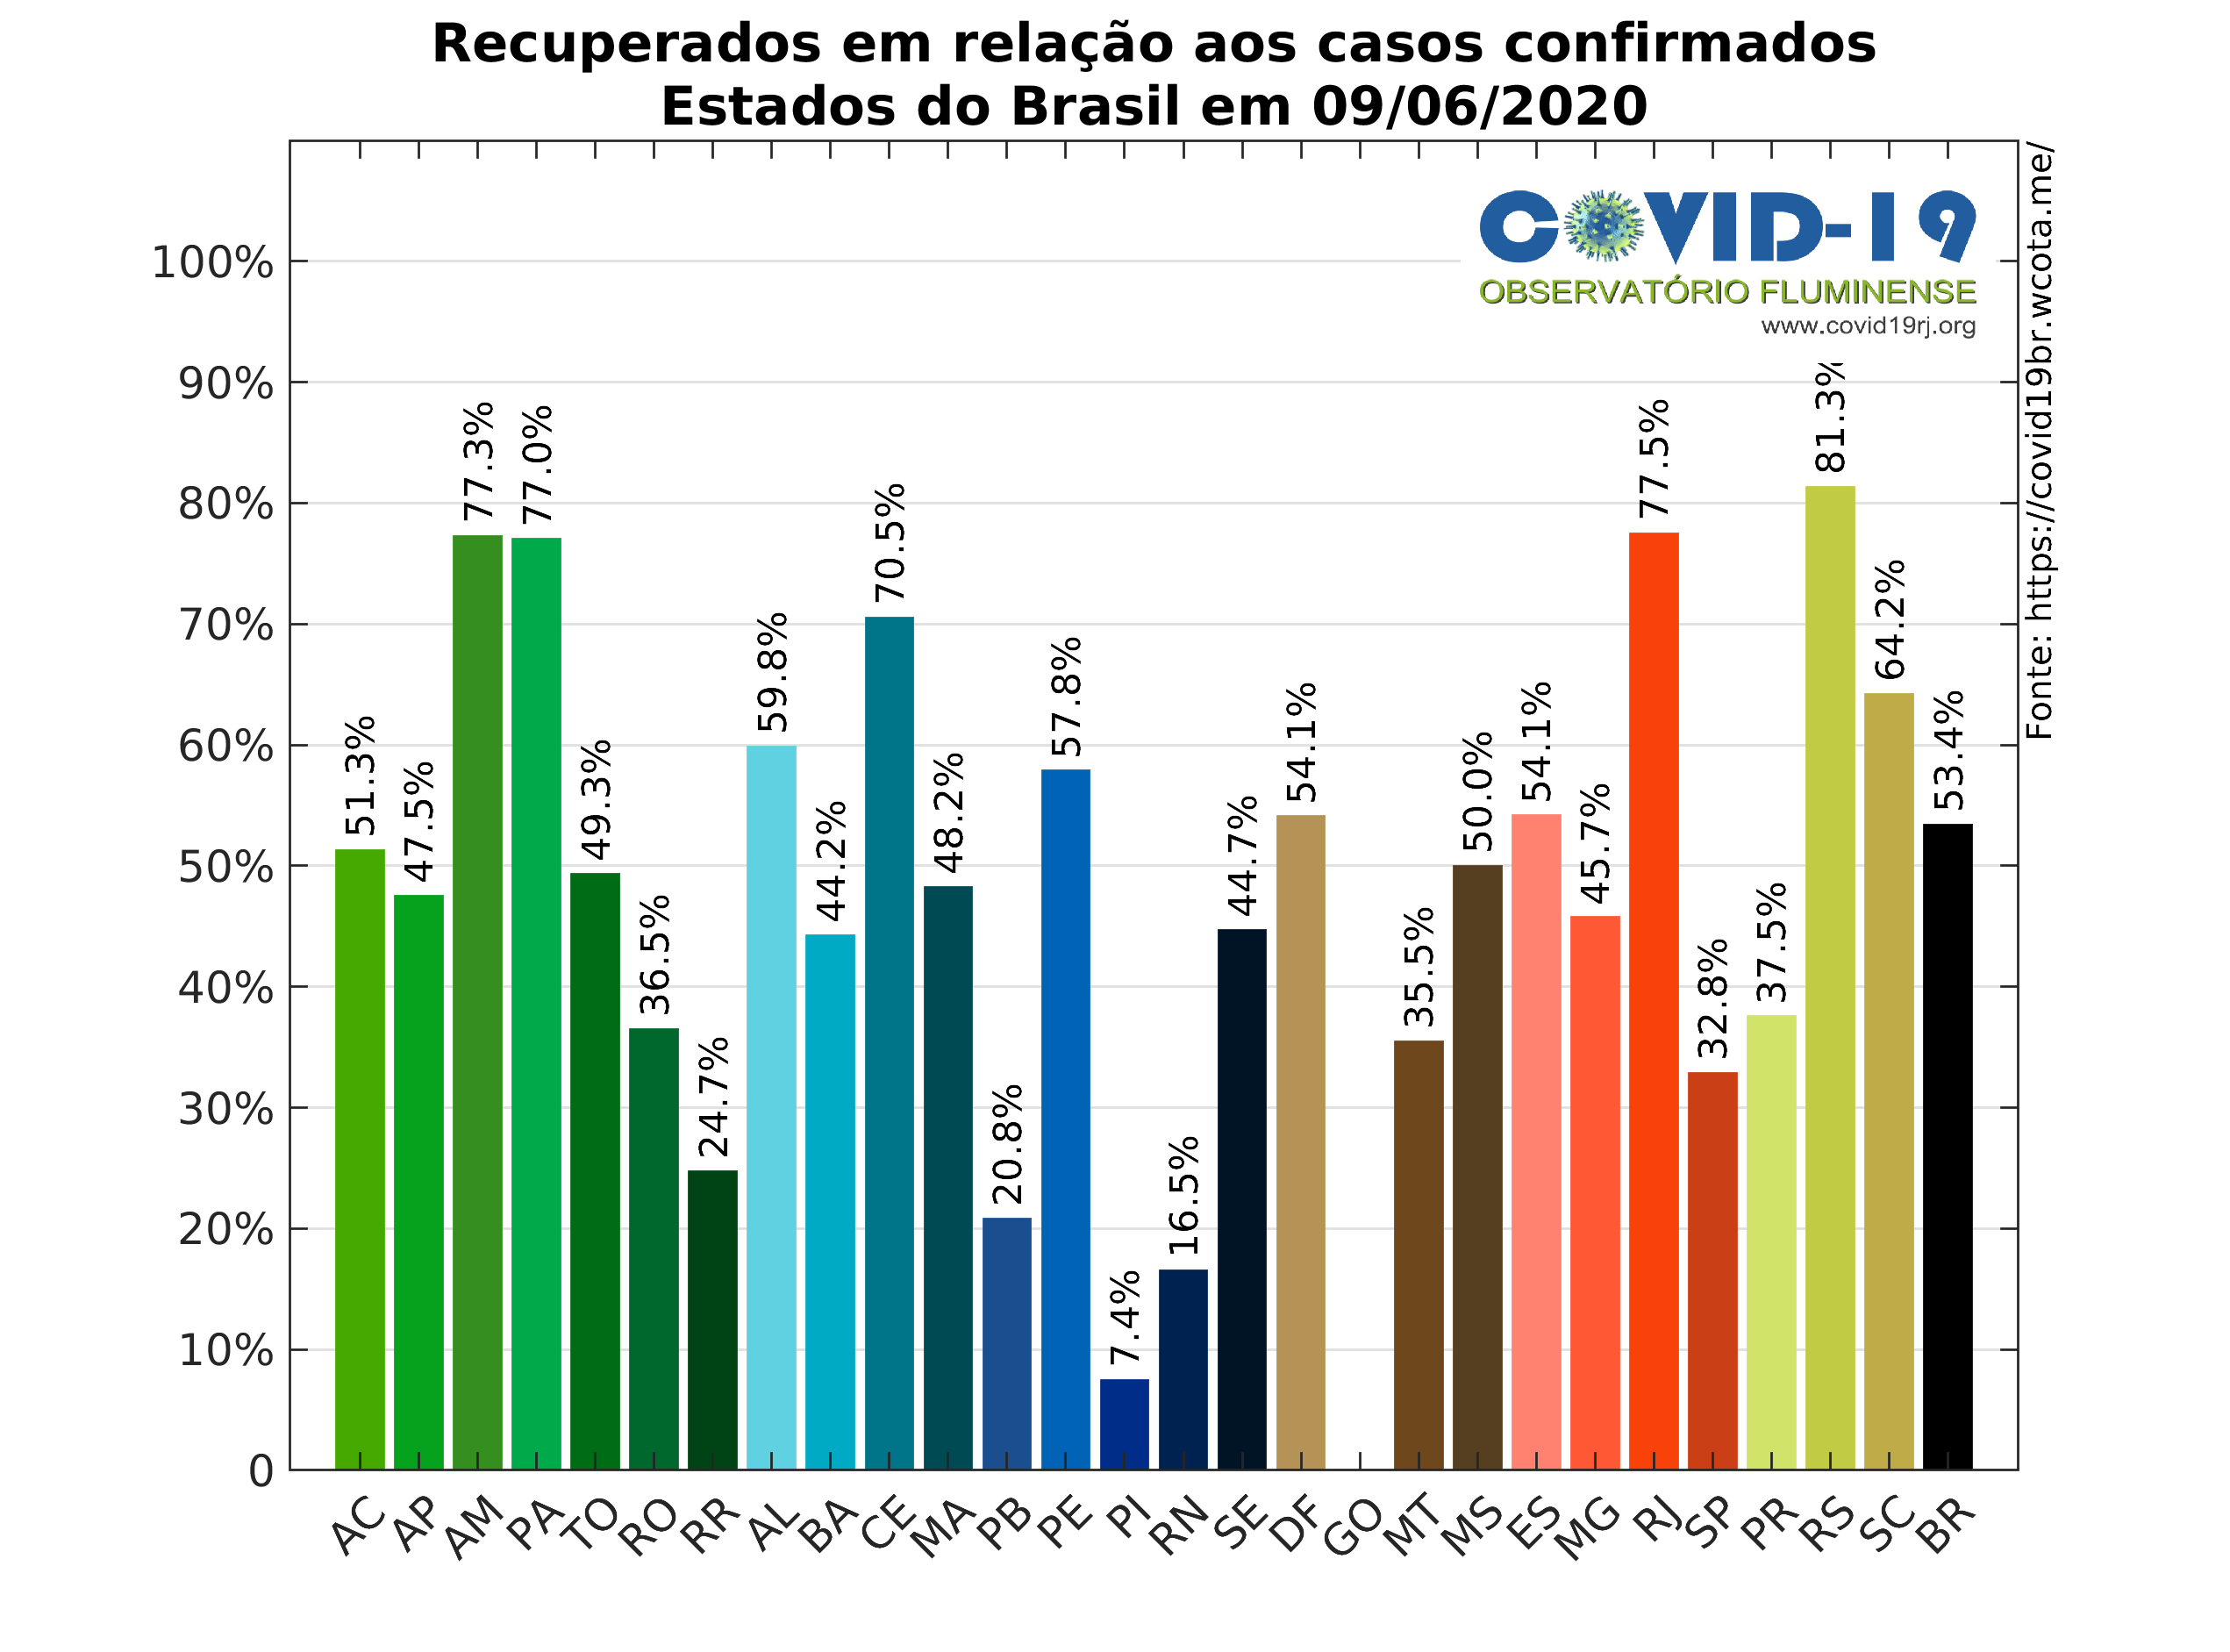 Recuperados em relação aos casos confirmados
Estados do Brasil em 09/06/2020
COVID-19
OBSERVATÓRIO FLUMINENSE
www.covid19rj.org
Fonte: https://covid19br.wcota.me/
100%
90%
80%
70%
60%
50%
40%
30%
20%
10%
0
51.3%
47.5%
77.3%
77.0%
49.3%
36.5%
24.7%
59.8%
44.2%
70.5%
48.2%
20.8%
57.8%
7.4%
16.5%
44.7%
54.1%
35.5%
50.0%
54.1%
45.7%
77.5%
32.8%
37.5%
81.3%
64.2%
53.4%
AC
AP
AM
PA
TO
RO
RR
AL
BA
CE
MA
PB
PE
PI
RN
SE
DF
GO
MT
MS
ES
MG
RJ
SP
PR
RS
SC
BR